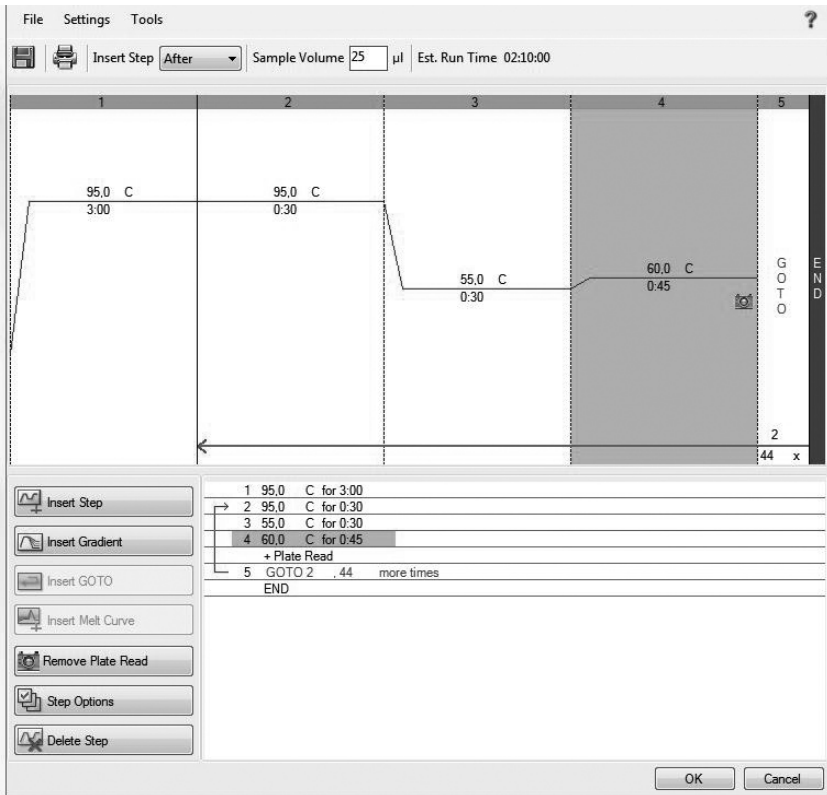 File Settings Tools ?
Insert Step After Sample Volume 25 µl Est. Run Time 02:10:00
1 2 3 4 5
95,0 C
3:00
95,0 C
0:30
55,0 C
0:30
60,0 C
0:45
GOTO
END
2
44 x
Insert Step
Insert Gradient
Insert GOTO
Insert Melt Curve
Remove Plate Read
Step Options
Delete Step
1 95,0 C for 3:00
2 95,0 C for 0:30
3 55,0 C for 0:30
4 60,0 C for 0:45
+ Plate Read
5 GOTO 2 , 44 more times
END
OK Cancel